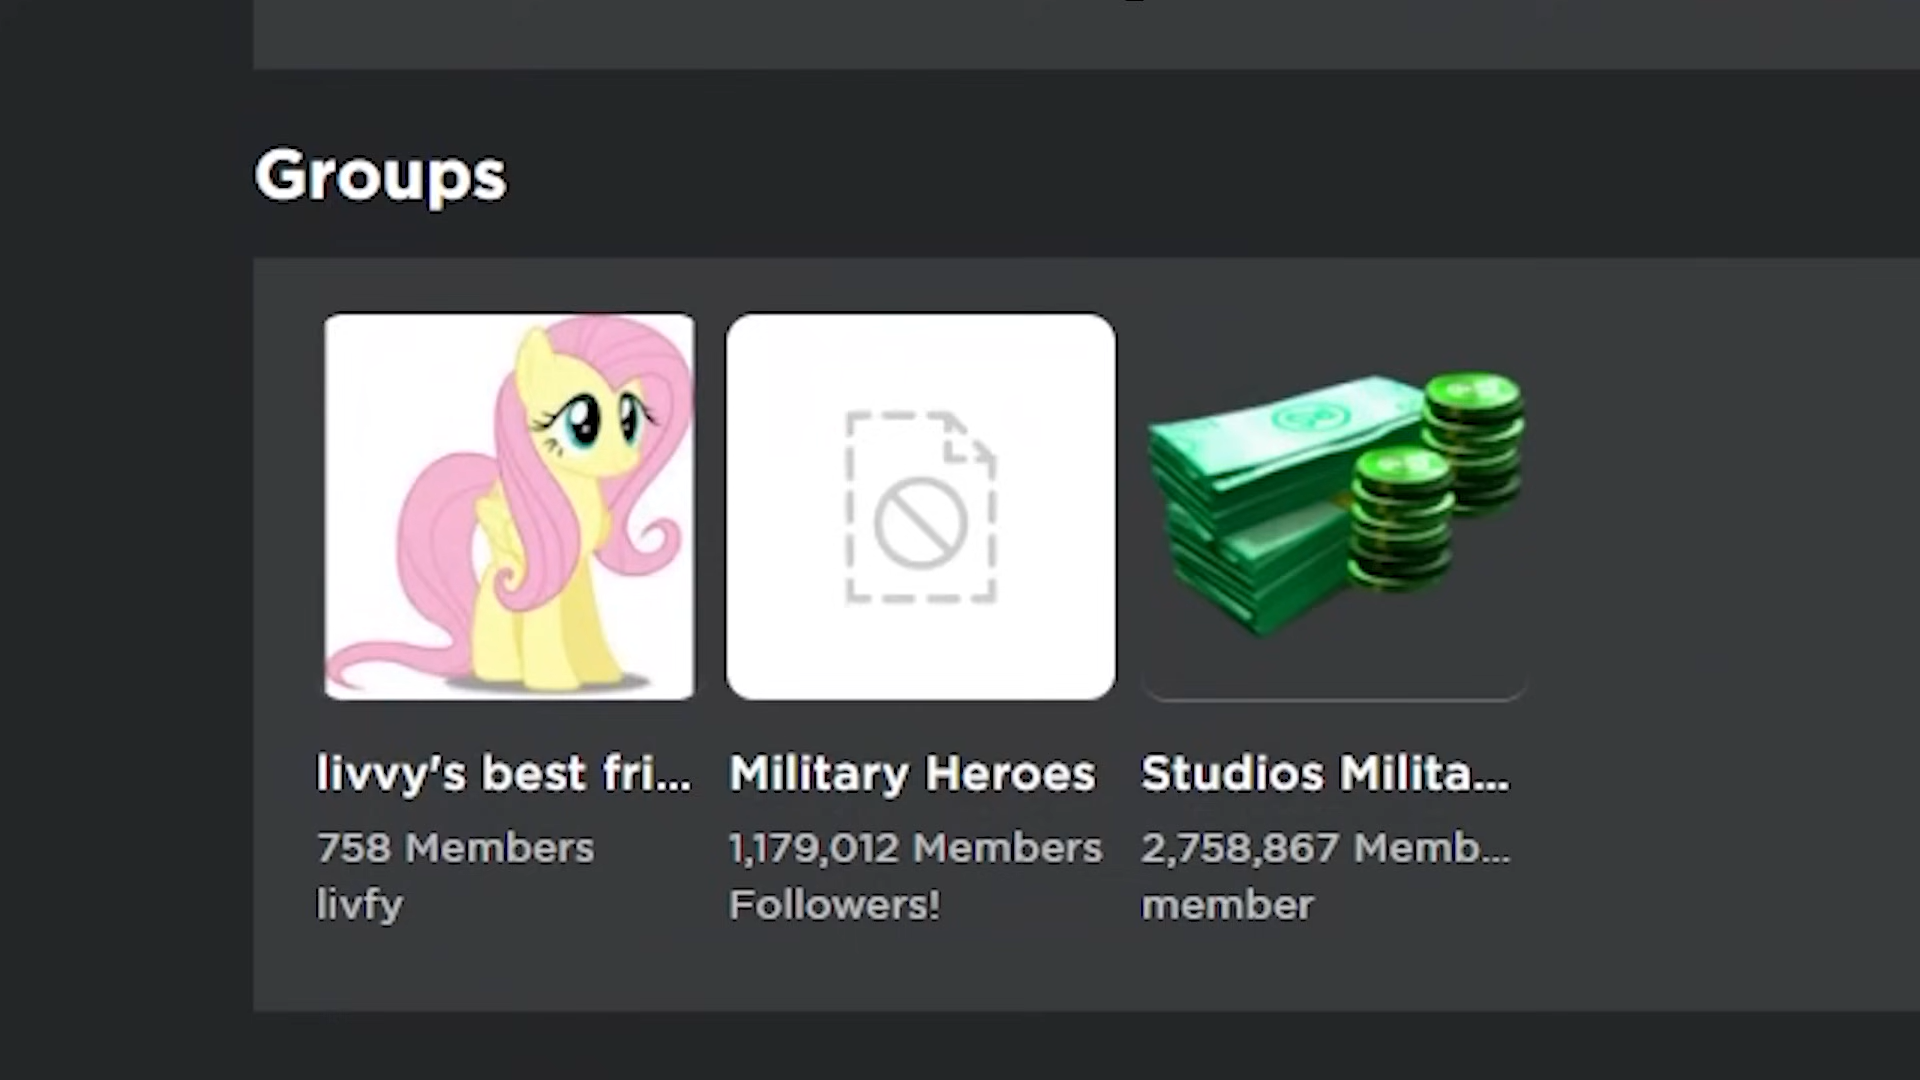 Groups
livvy's best fri...
758 Members
livfy
Military Heroes
1,179,012 Members
Followers!
Studios Milita...
2,758,867 Memb...
member